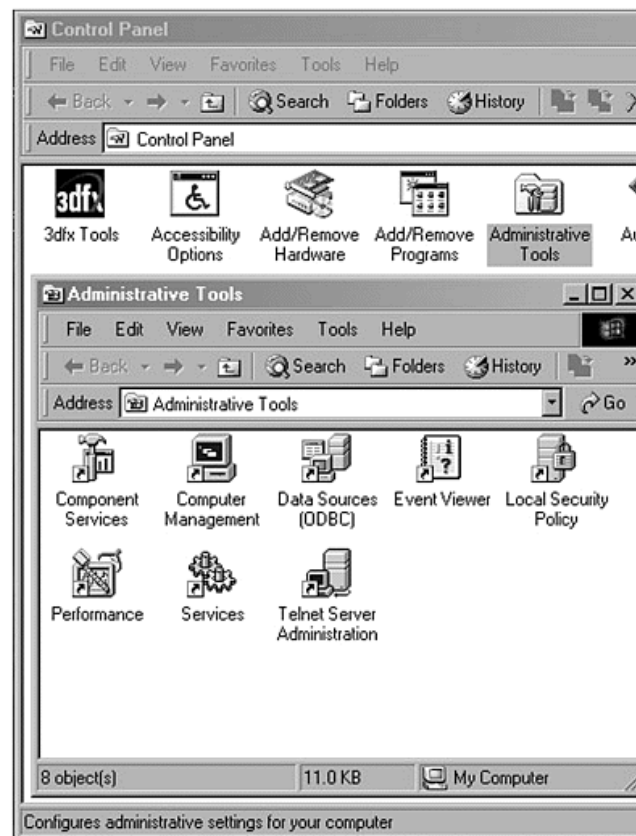 Control Panel
File Edit View Favorites Tools Help
Back Search Folders History
Address Control Panel
3dfx
3dfx Tools Accessibility Options Add/Remove Hardware Add/Remove Programs Administrative Tools
Administrative Tools
File Edit View Favorites Tools Help
Back Search Folders History »
Address Administrative Tools Go
Component Services Computer Management Data Sources (ODBC) Event Viewer Local Security Policy
Performance Services Telnet Server Administration
8 object(s) 11.0 KB My Computer
Configures administrative settings for your computer